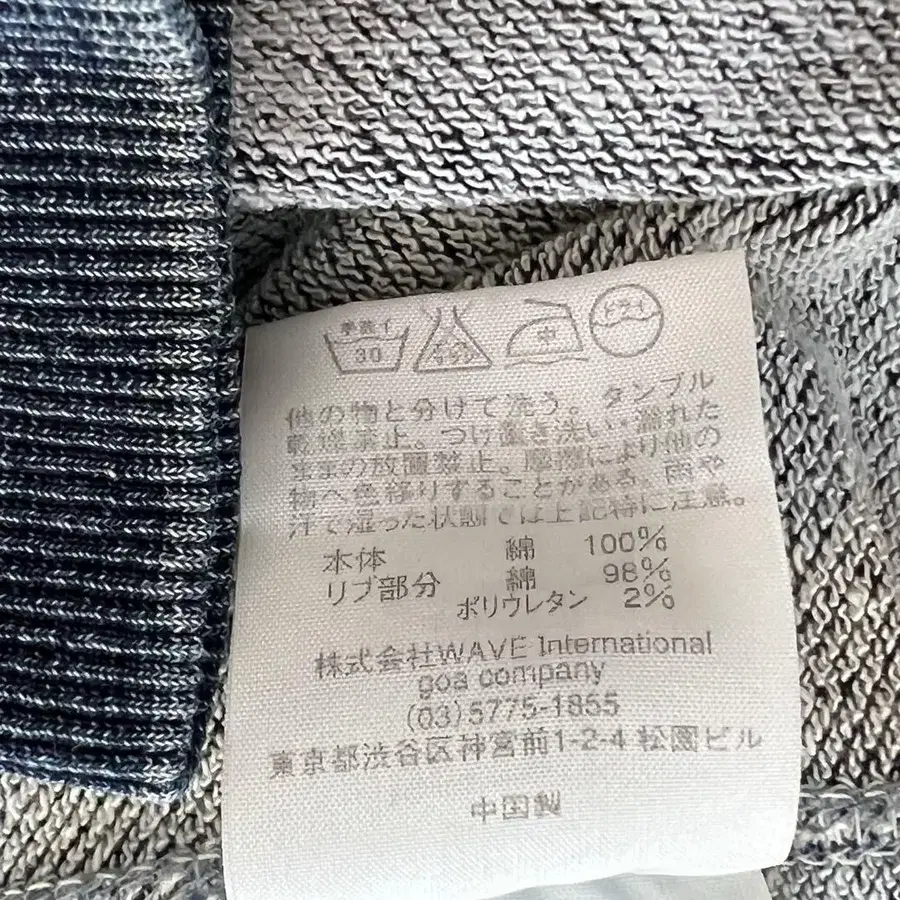 手洗イ 30 エンソサラシ 中 ドライ
他の物と分けて洗う。タンブル
乾燥禁止。つけ置き洗い・濡れた
ままの放置禁止。摩擦により他の
物へ色移りすることがある。雨や
汗で湿った状態では上記特に注意。
本体 綿 100%
リブ部分 綿 98%
ポリウレタン 2%
株式会社WAVE International
goa company
(03)5775-1855
東京都渋谷区神宮前1-2-4 松園ビル
中国製